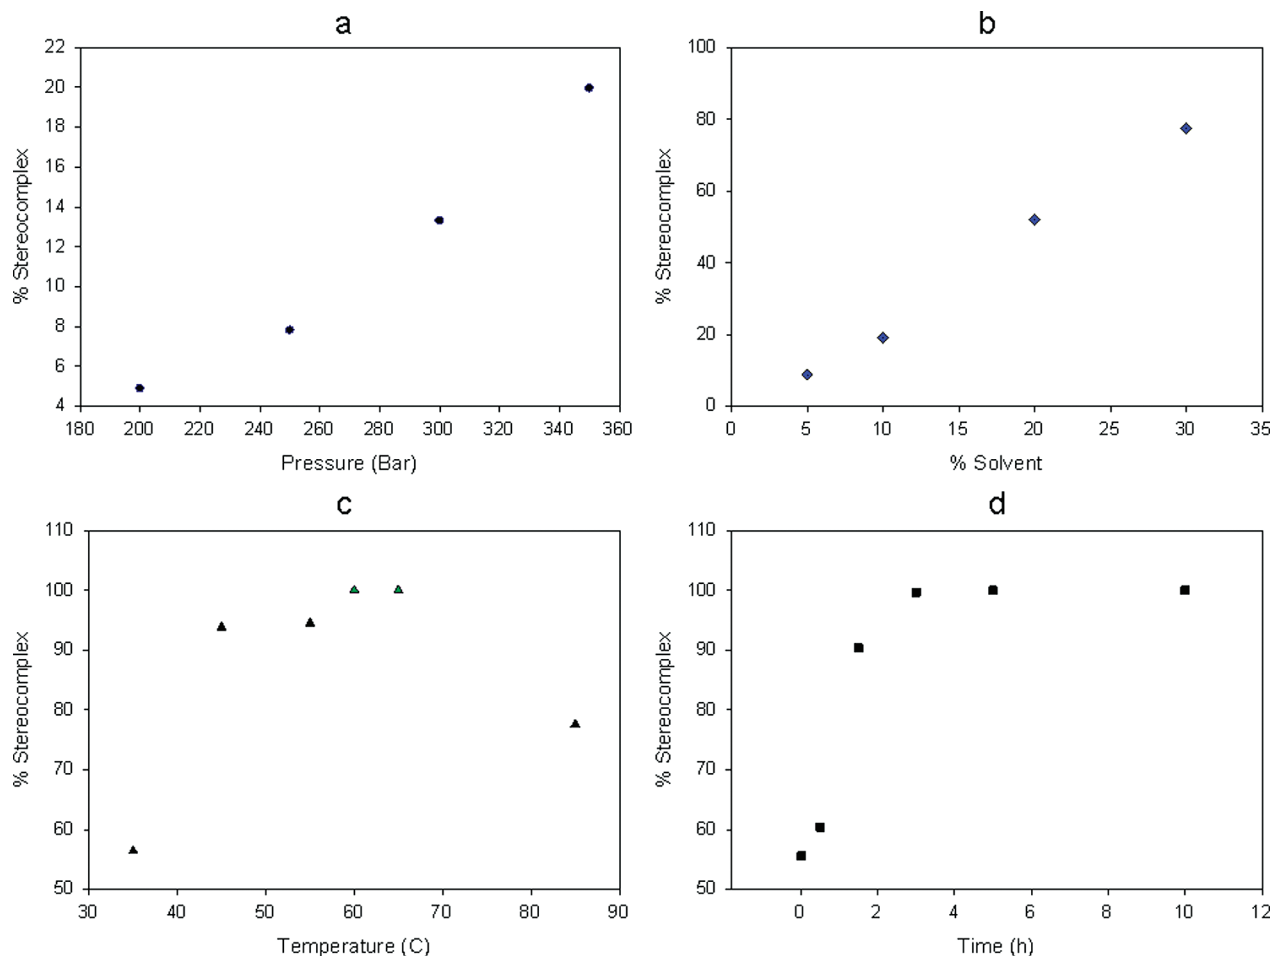 a
22
20
18
16
14
12
10
8
6
4
% Stereocomplex
180 200 220 240 260 280 300 320 340 360
Pressure (Bar)
b
100
80
60
40
20
0
% Stereocomplex
0 5 10 15 20 25 30 35
% Solvent
c
110
100
90
80
70
60
50
% Stereocomplex
30 40 50 60 70 80 90
Temperature (C)
d
110
100
90
80
70
60
50
% Stereocomplex
0 2 4 6 8 10 12
Time (h)